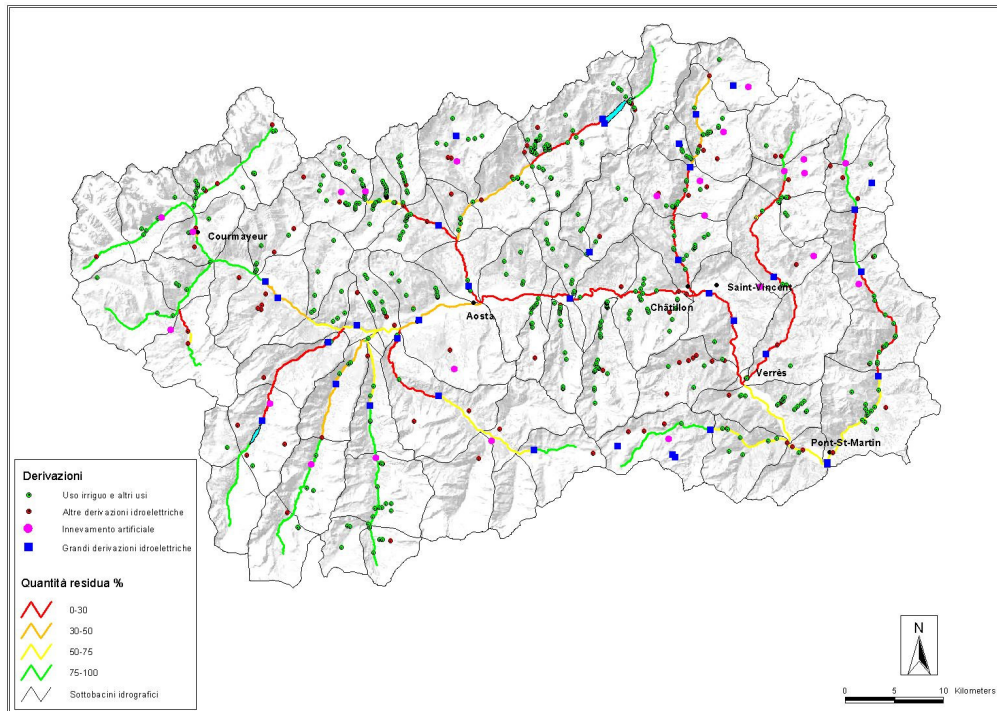 Courmayeur
Aosta
Châtillon
Saint-Vincent
Verrès
Pont-St-Martin
Derivazioni
Uso irriguo e altri usi
Altre derivazioni idroelettriche
Innevamento artificiale
Grandi derivazioni idroelettriche
Quantità residua %
0-30
30-50
50-75
75-100
Sottobacini idrografici
N
0 5 10 Kilometers